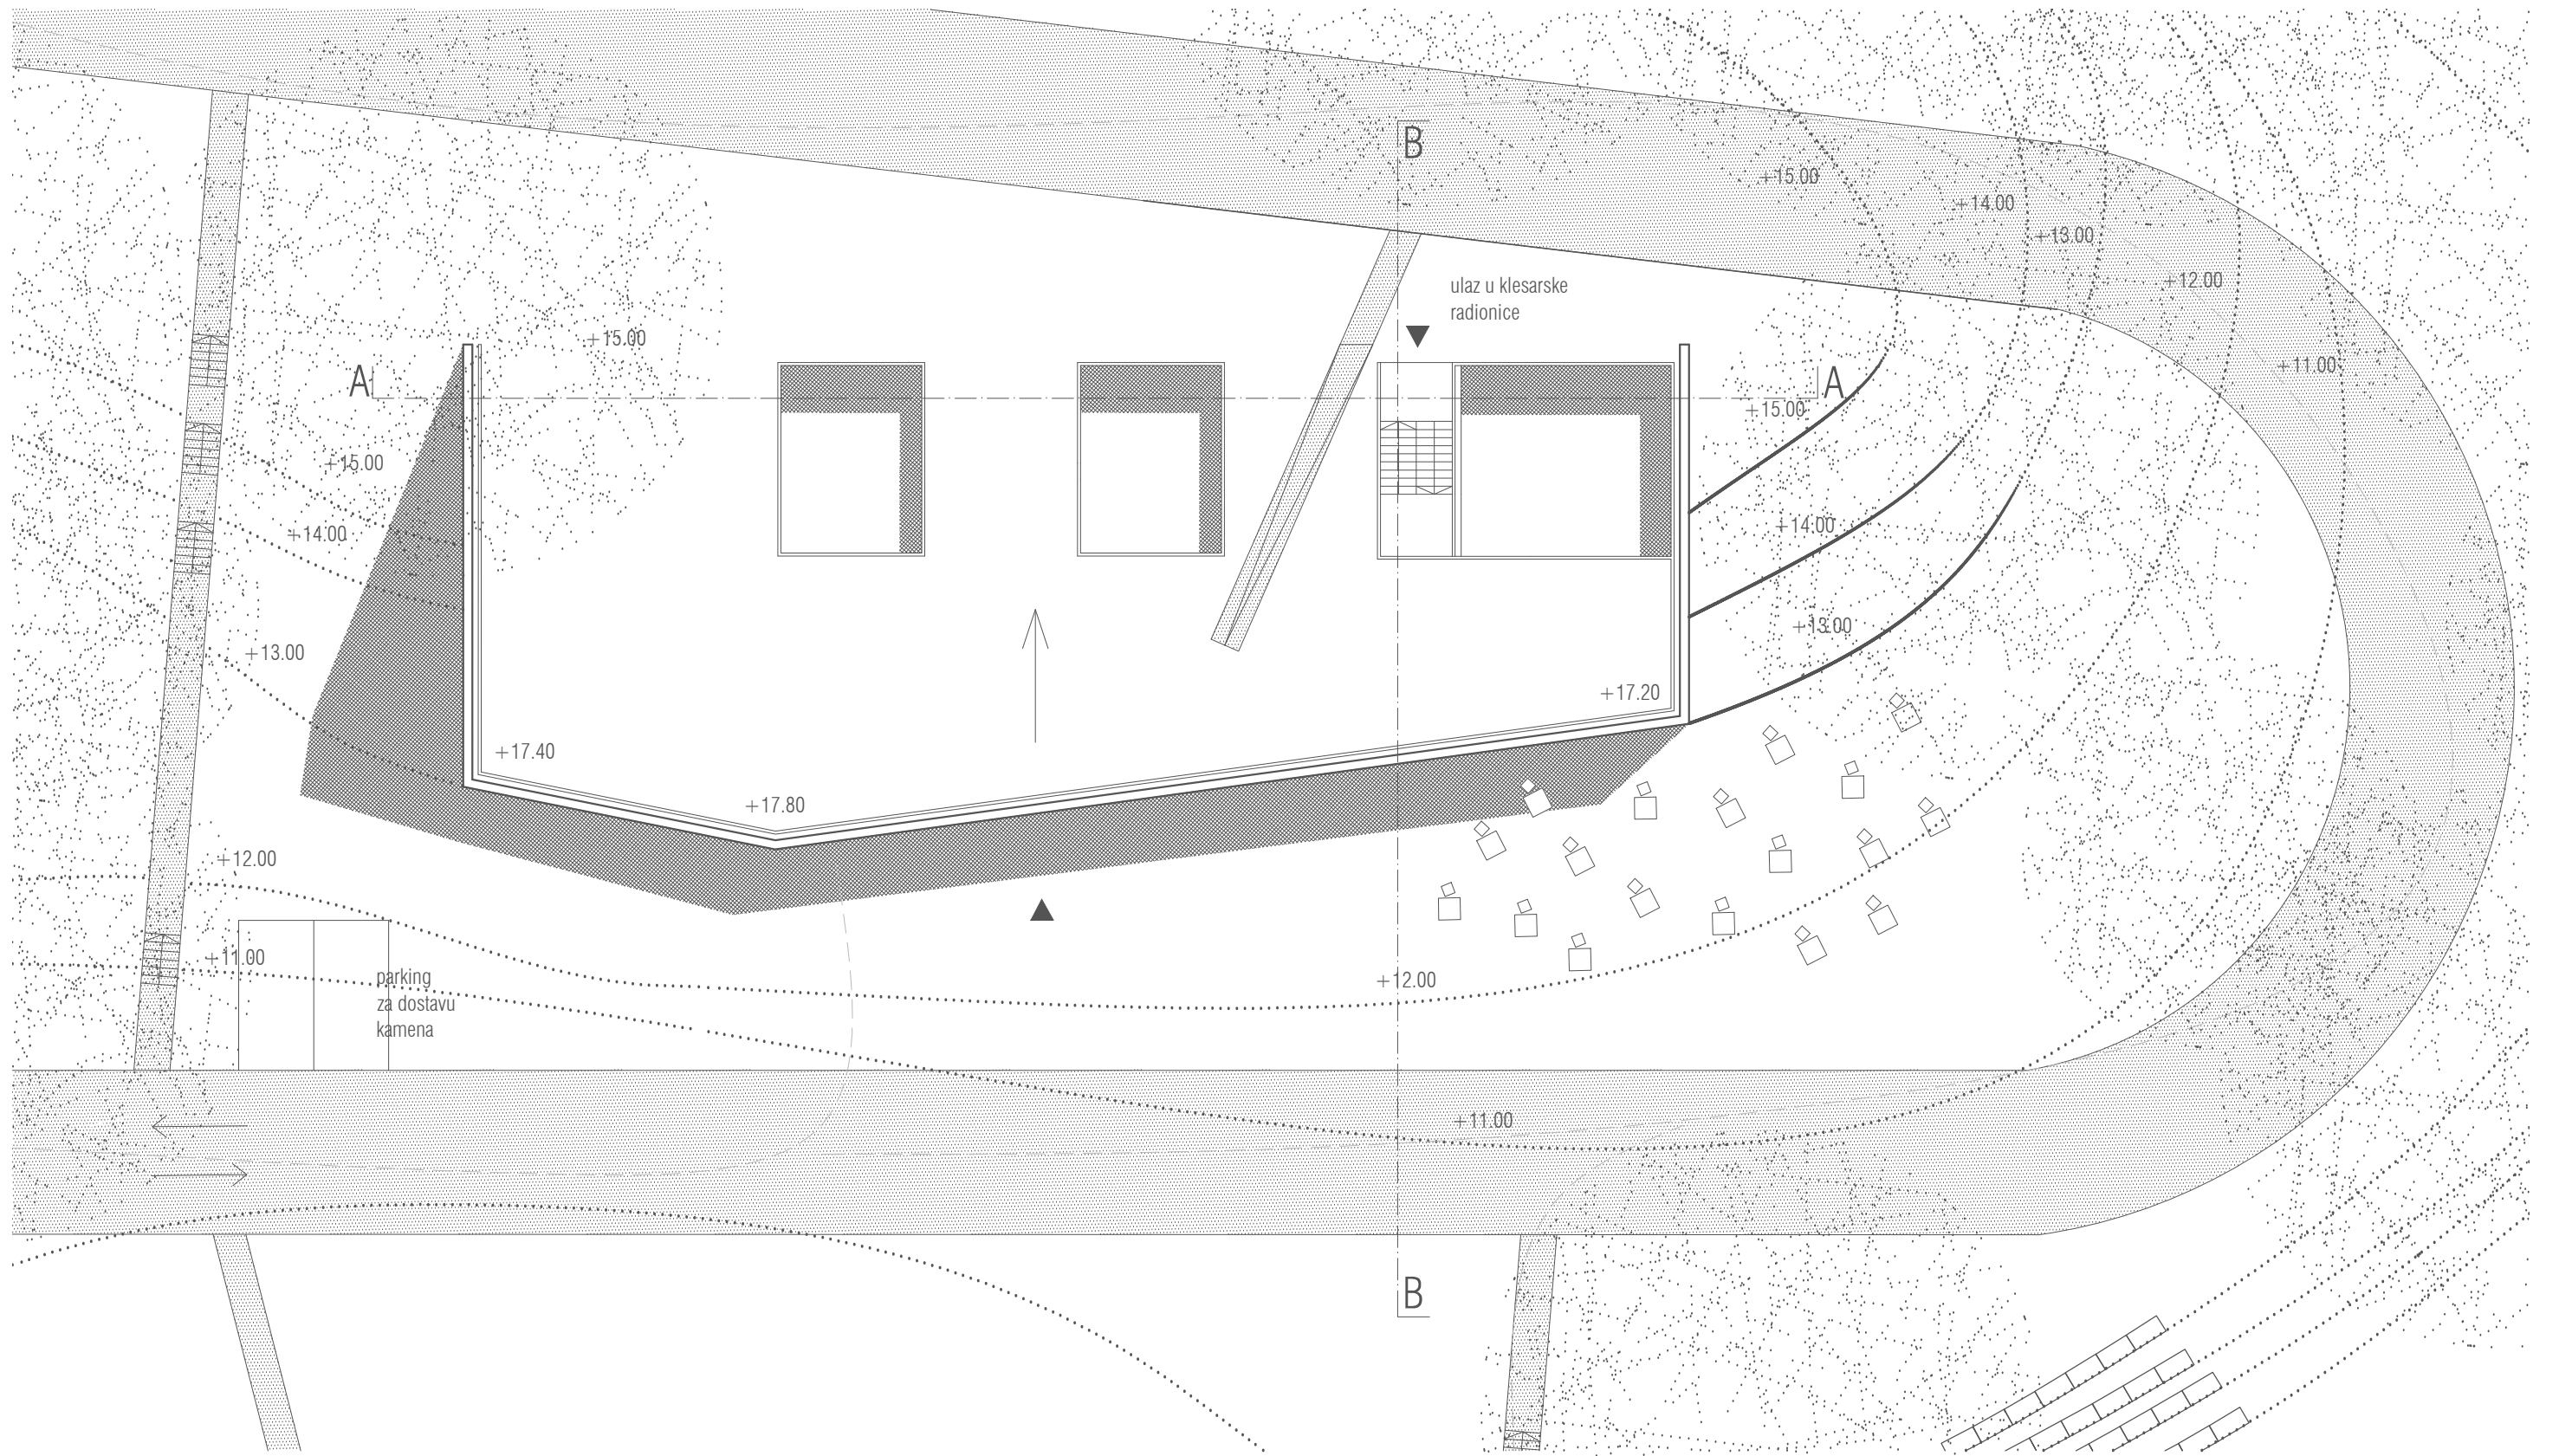 B
+15.00
+14.00
+13.00
+12.00
ulaz u klesarske
radionice
+15.00
+11.00
A
A
+15.00
+15.00
+14.00
+14.00
+13.00
+13.00
+17.20
+17.40
+17.80
+12.00
+11.00
parking
za dostavu
kamena
+12.00
+11.00
B